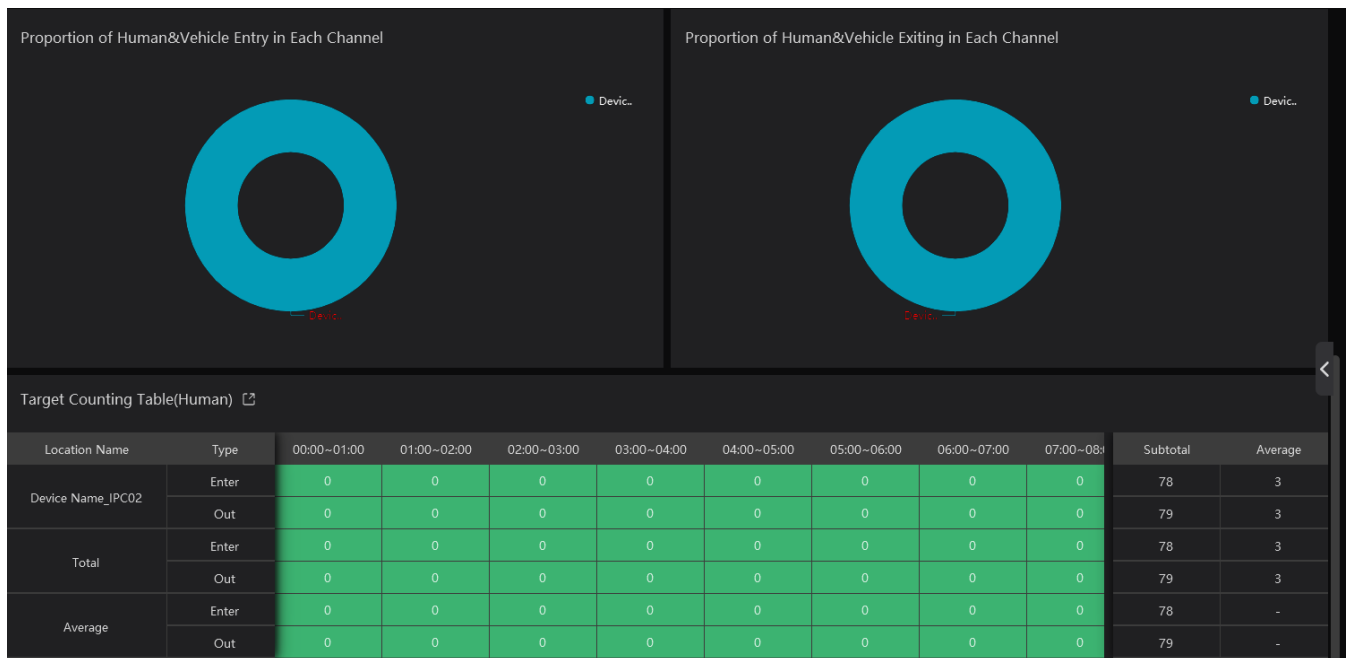 Proportion of Human&Vehicle Entry in Each Channel
Devic..
Devic..
Proportion of Human&Vehicle Exiting in Each Channel
Devic..
Devic..
Target Counting Table(Human)
Location Name Type 00:00~01:00 01:00~02:00 02:00~03:00 03:00~04:00 04:00~05:00 05:00~06:00 06:00~07:00 07:00~08:0 Subtotal Average
Device Name_IPC02
Enter 0 0 0 0 0 0 0 0 78 3
Out 0 0 0 0 0 0 0 0 79 3
Total
Enter 0 0 0 0 0 0 0 0 78 3
Out 0 0 0 0 0 0 0 0 79 3
Average
Enter 0 0 0 0 0 0 0 0 78 -
Out 0 0 0 0 0 0 0 0 79 -